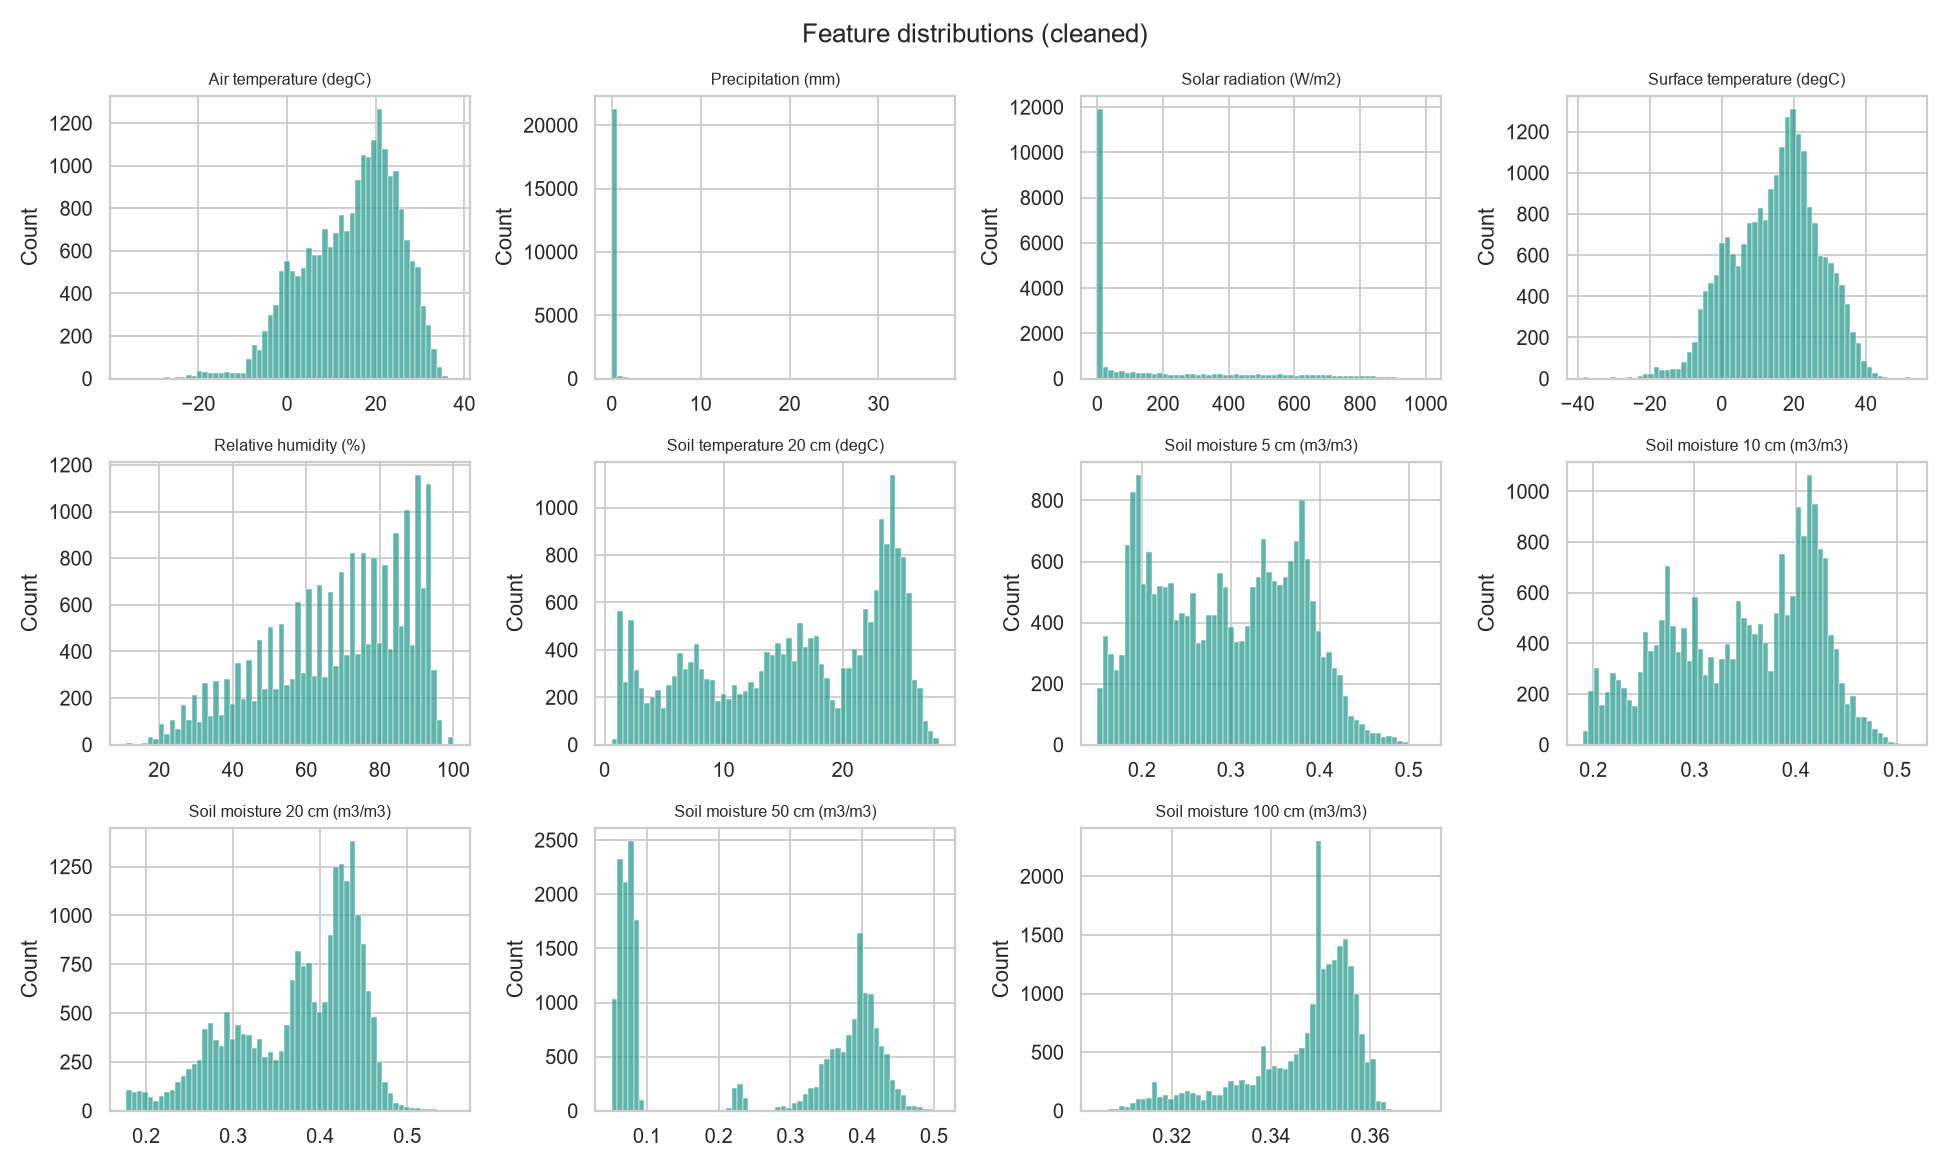 Feature distributions (cleaned)
Air temperature (degC)
Count
1200
1000
800
600
400
200
0
−20 0 20 40
Precipitation (mm)
Count
20000
15000
10000
5000
0
0 10 20 30
Solar radiation (W/m2)
Count
12000
10000
8000
6000
4000
2000
0
0 200 400 600 800 1000
Surface temperature (degC)
Count
1200
1000
800
600
400
200
0
−40 −20 0 20 40
Relative humidity (%)
Count
1200
1000
800
600
400
200
0
20 40 60 80 100
Soil temperature 20 cm (degC)
Count
1000
800
600
400
200
0
0 10 20
Soil moisture 5 cm (m3/m3)
Count
800
600
400
200
0
0.2 0.3 0.4 0.5
Soil moisture 10 cm (m3/m3)
Count
1000
800
600
400
200
0
0.2 0.3 0.4 0.5
Soil moisture 20 cm (m3/m3)
Count
1250
1000
750
500
250
0
0.2 0.3 0.4 0.5
Soil moisture 50 cm (m3/m3)
Count
2500
2000
1500
1000
500
0
0.1 0.2 0.3 0.4 0.5
Soil moisture 100 cm (m3/m3)
Count
2000
1500
1000
500
0
0.32 0.34 0.36